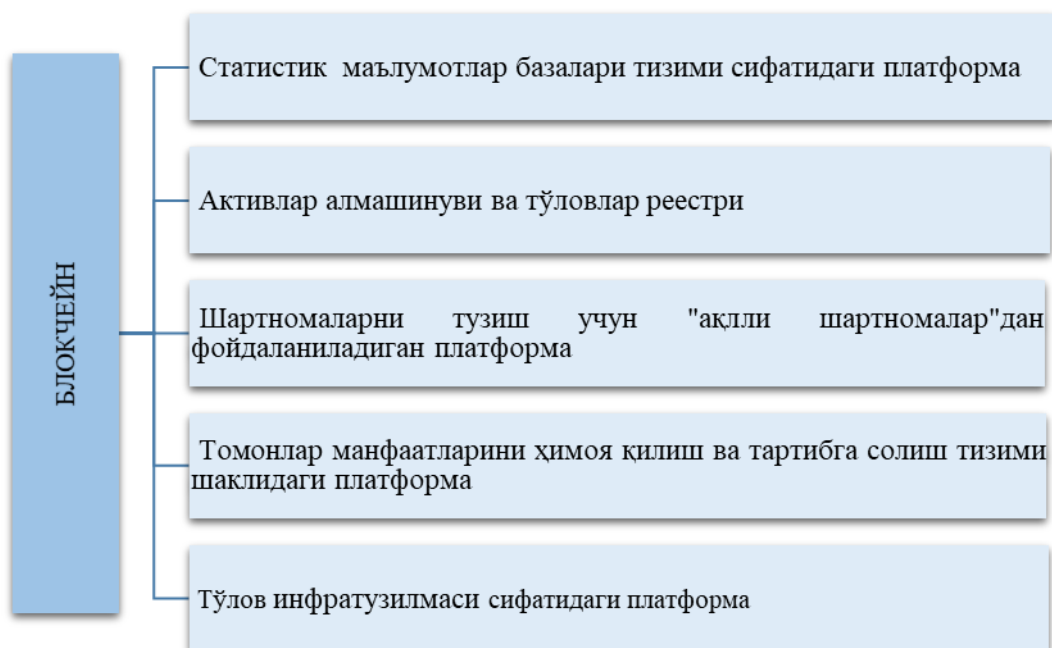 БЛОКЧЕЙН
Статистик маълумотлар базалари тизими сифатидаги платформа
Активлар алмашинуви ва тўловлар реестри
Шартномаларни тузиш учун "ақлли шартномалар"дан
фойдаланиладиган платформа
Томонлар манфаатларини ҳимоя қилиш ва тартибга солиш тизими
шаклидаги платформа
Тўлов инфратузилмаси сифатидаги платформа